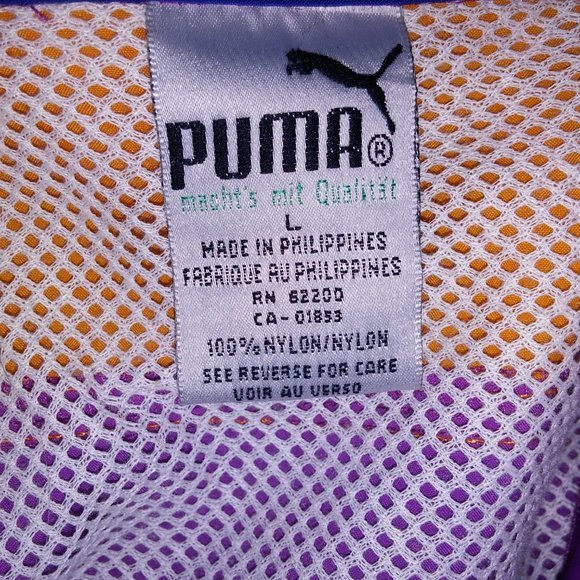 PUMA®
macht's mit Qualität
L
MADE IN PHILIPPINES
FABRIQUE AU PHILIPPINES
RN 62200
CA-01853
100% NYLON/NYLON
SEE REVERSE FOR CARE
VOIR AU VERSO